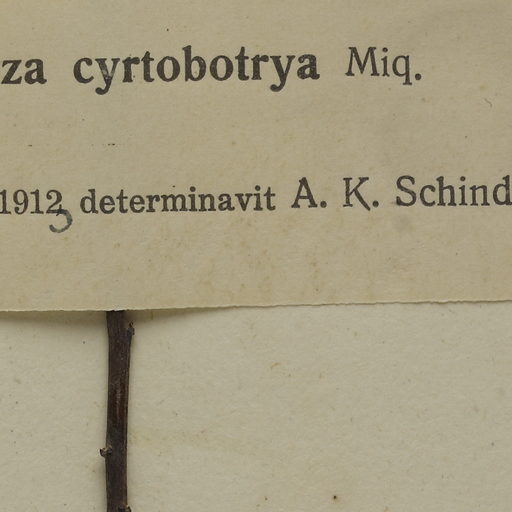 za cyrtobotrya Miq.
1912 determinavit A. K. Schind